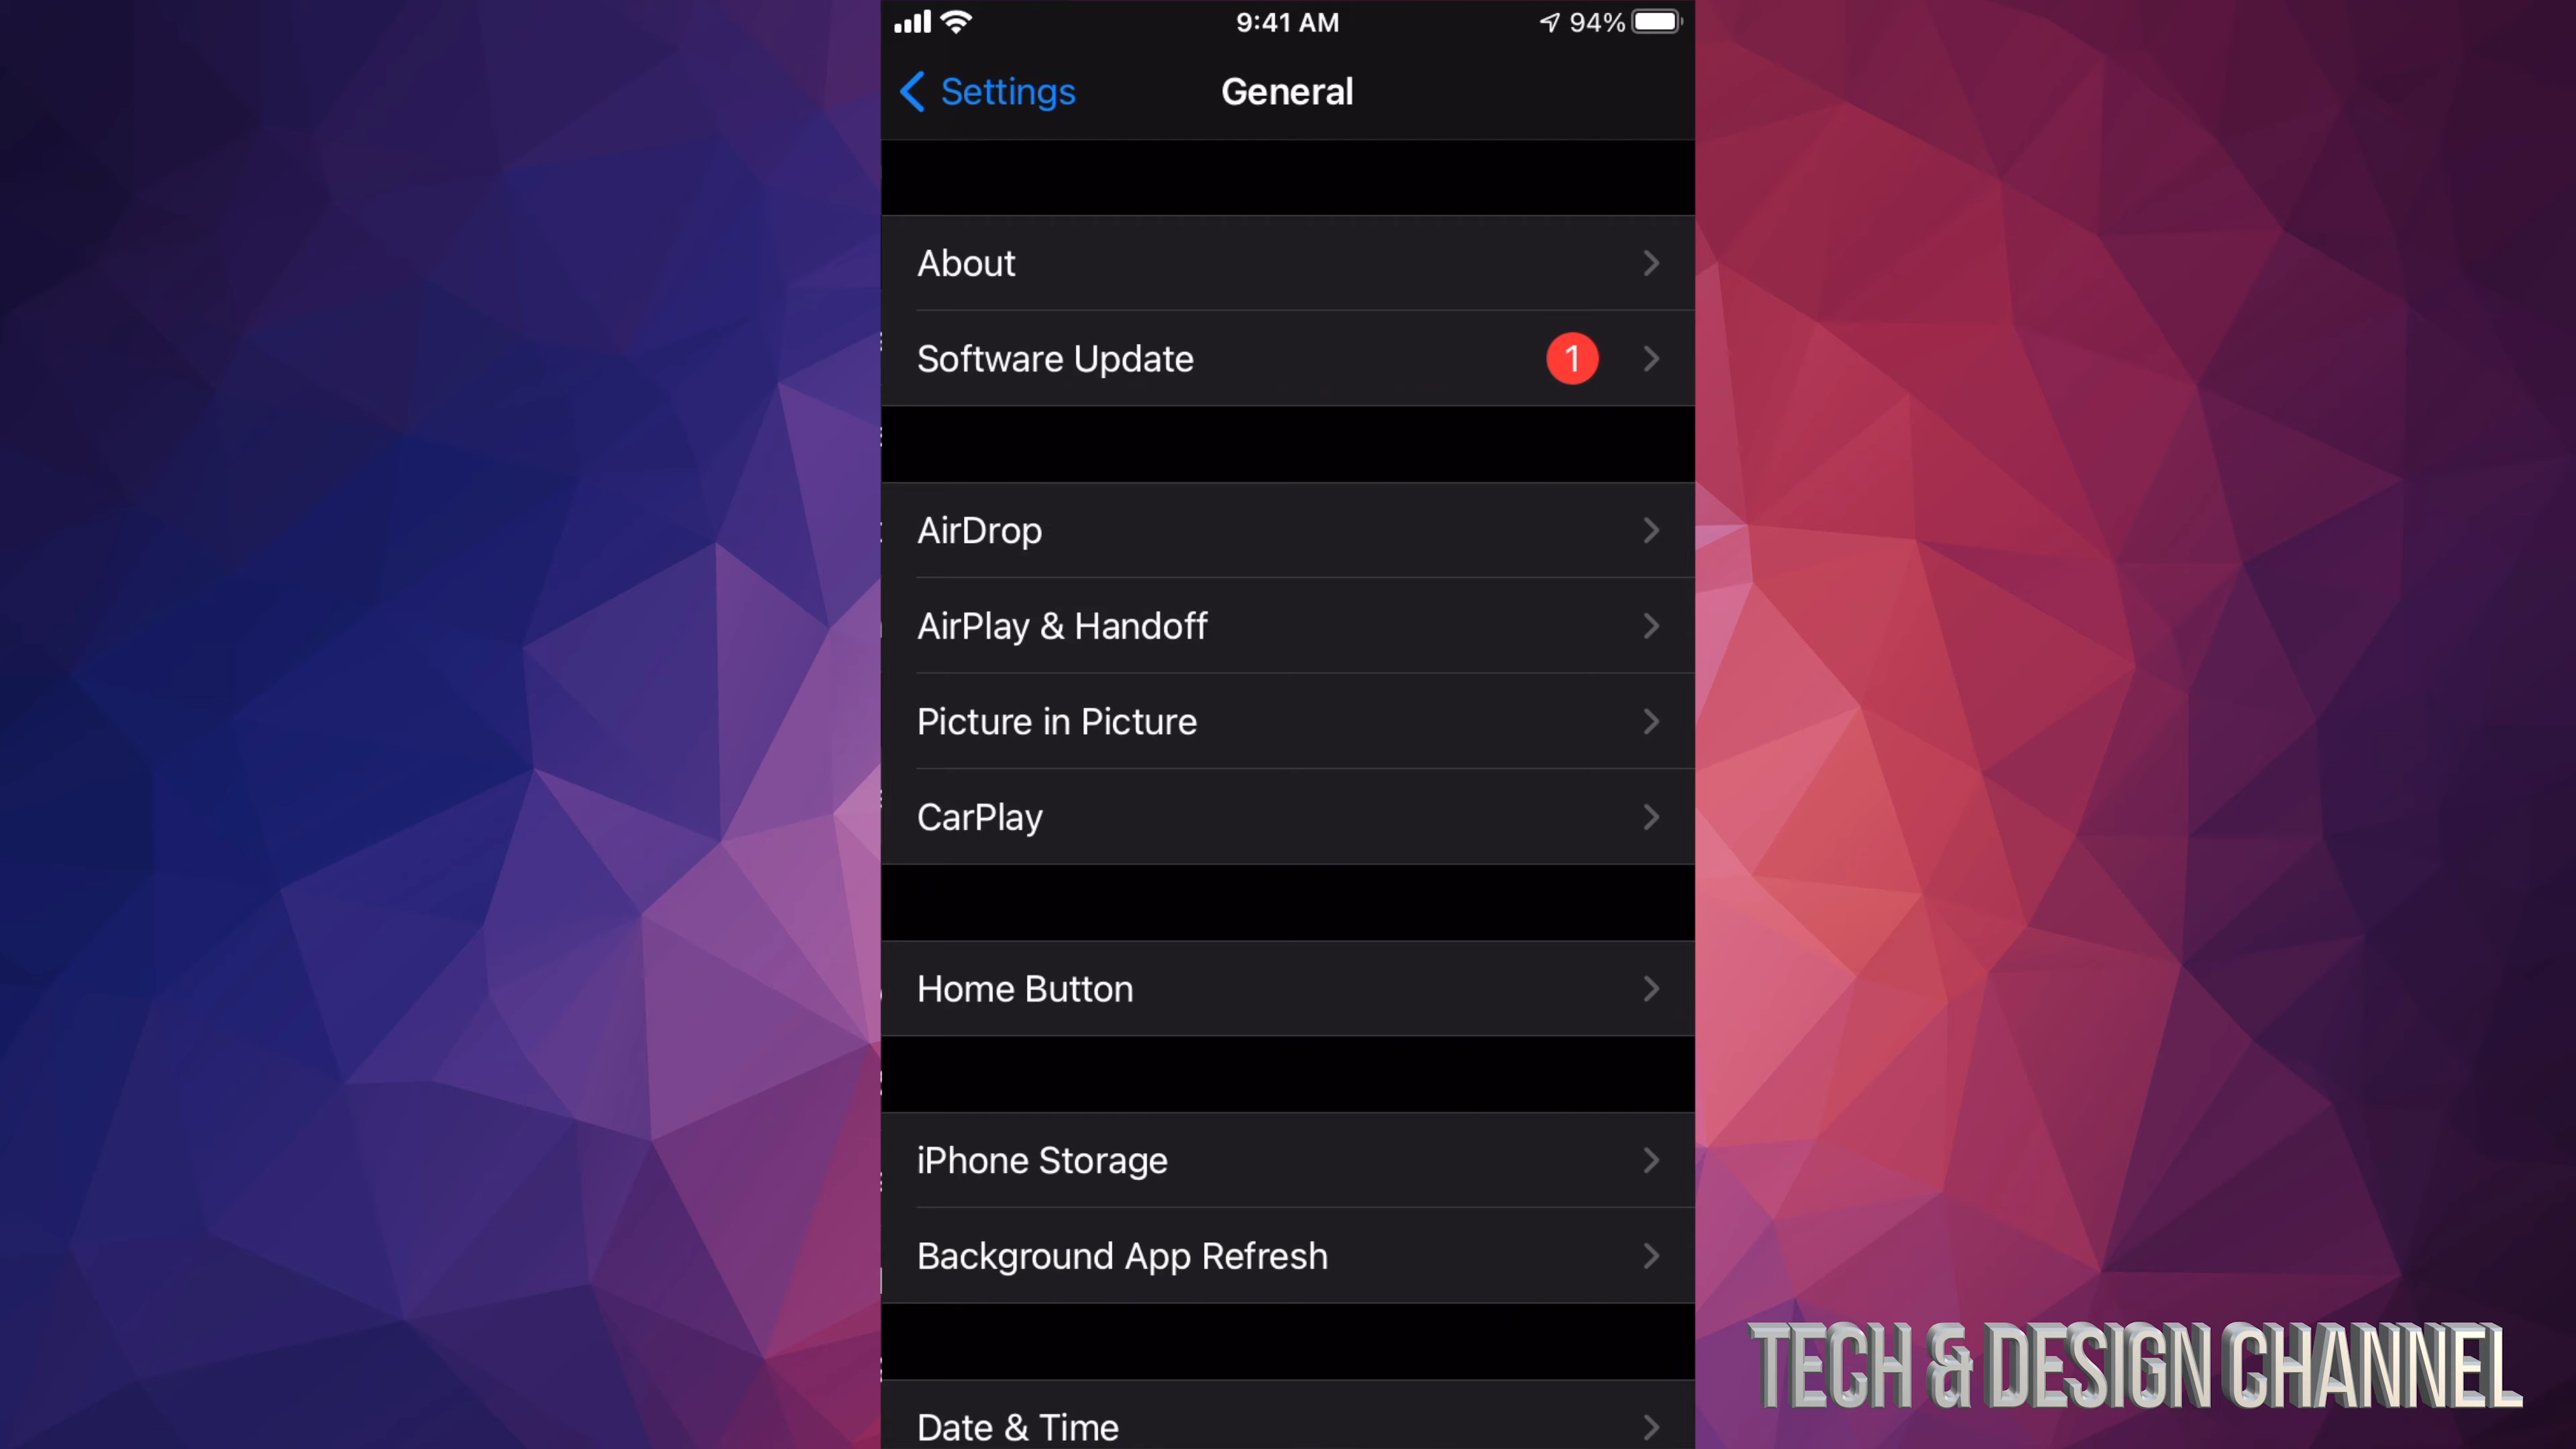 9:41 AM
94%
Settings
General
About
Software Update
1
AirDrop
AirPlay & Handoff
Picture in Picture
CarPlay
Home Button
iPhone Storage
Background App Refresh
Date & Time
TECH & DESIGN CHANNEL